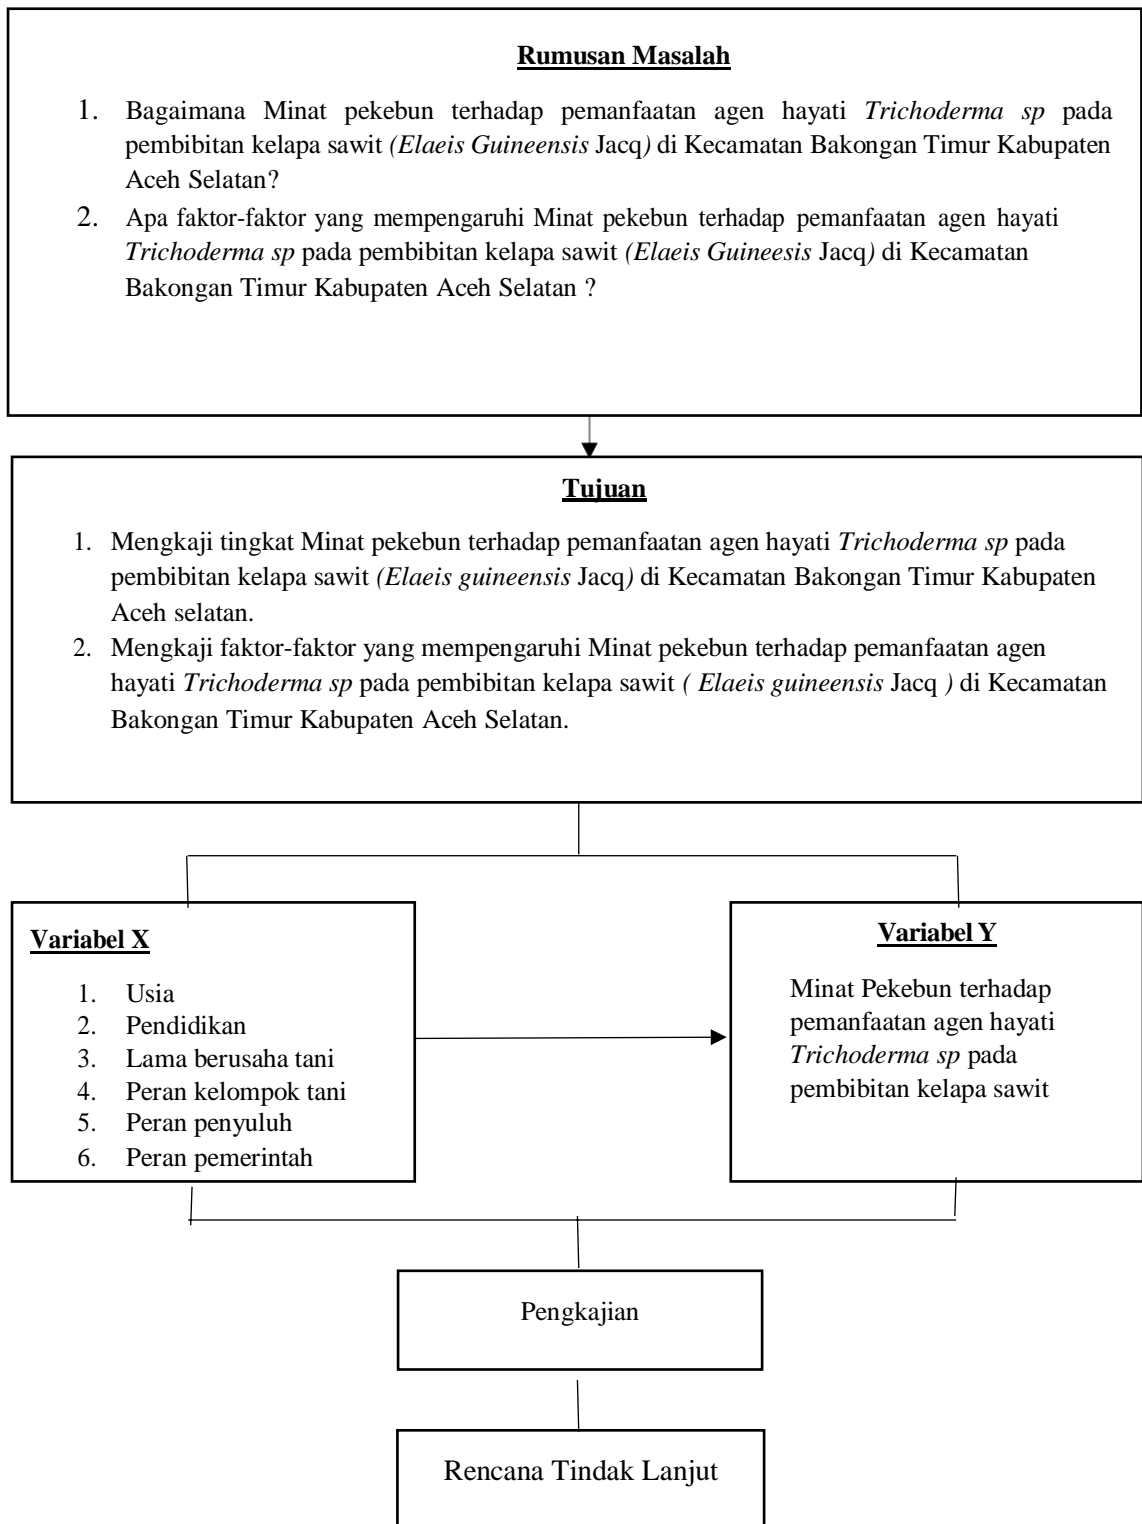 Rumusan Masalah
1. Bagaimana Minat pekebun terhadap pemanfaatan agen hayati Trichoderma sp pada
pembibitan kelapa sawit (Elaeis Guineensis Jacq) di Kecamatan Bakongan Timur Kabupaten
Aceh Selatan?
2. Apa faktor-faktor yang mempengaruhi Minat pekebun terhadap pemanfaatan agen hayati
Trichoderma sp pada pembibitan kelapa sawit (Elaeis Guineesis Jacq) di Kecamatan
Bakongan Timur Kabupaten Aceh Selatan ?
Tujuan
1. Mengkaji tingkat Minat pekebun terhadap pemanfaatan agen hayati Trichoderma sp pada
pembibitan kelapa sawit (Elaeis guineensis Jacq) di Kecamatan Bakongan Timur Kabupaten
Aceh selatan.
2. Mengkaji faktor-faktor yang mempengaruhi Minat pekebun terhadap pemanfaatan agen
hayati Trichoderma sp pada pembibitan kelapa sawit ( Elaeis guineensis Jacq ) di Kecamatan
Bakongan Timur Kabupaten Aceh Selatan.
Variabel X
1. Usia
2. Pendidikan
3. Lama berusaha tani
4. Peran kelompok tani
5. Peran penyuluh
6. Peran pemerintah
Variabel Y
Minat Pekebun terhadap
pemanfaatan agen hayati
Trichoderma sp pada
pembibitan kelapa sawit
Pengkajian
Rencana Tindak Lanjut